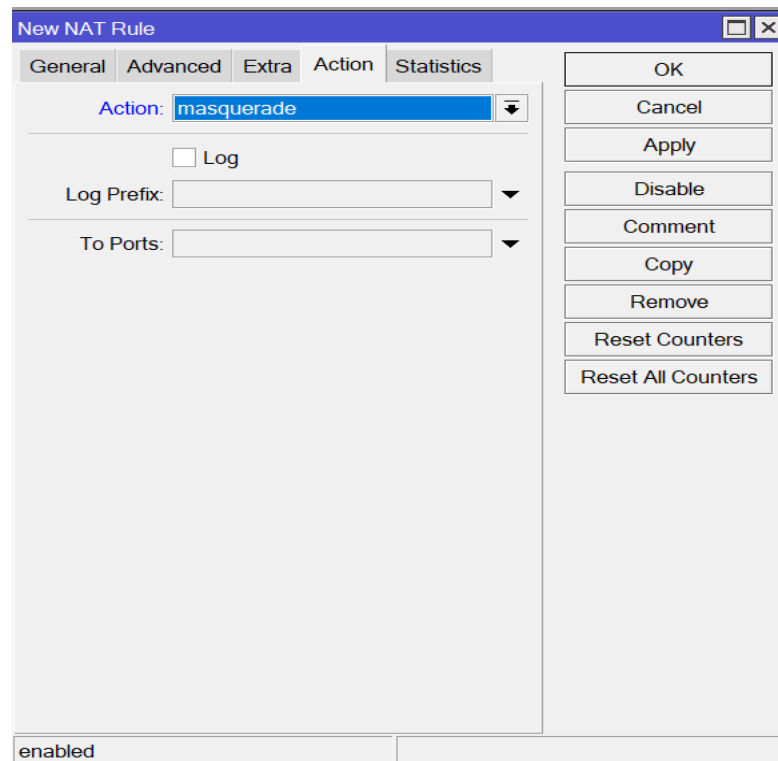 New NAT Rule
General Advanced Extra Action Statistics
Action: masquerade
Log
Log Prefix:
To Ports:
OK
Cancel
Apply
Disable
Comment
Copy
Remove
Reset Counters
Reset All Counters
enabled